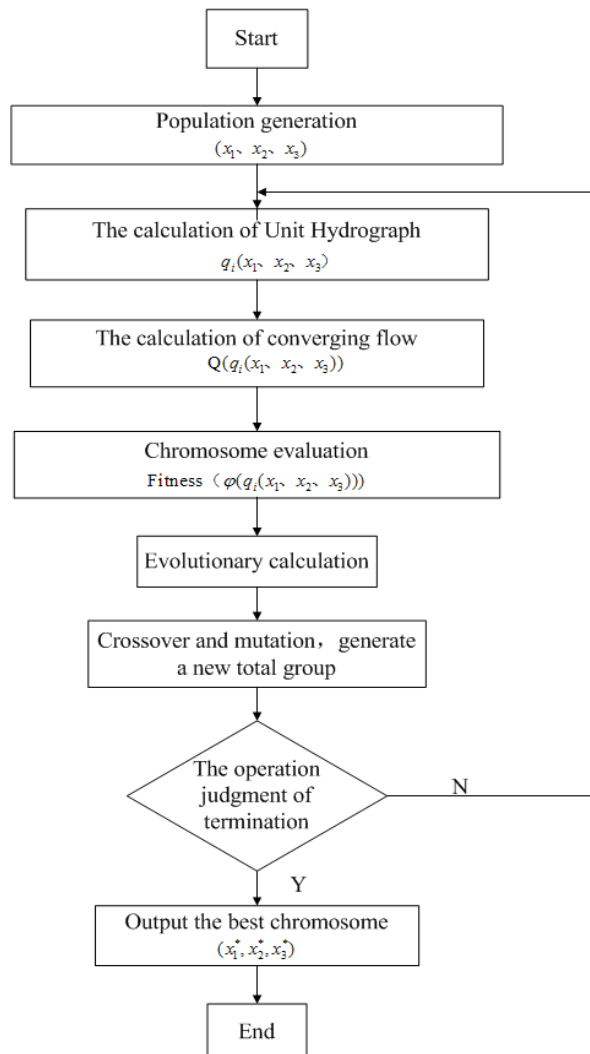 Start
Population generation
(x₁、x₂、x₃)
The calculation of Unit Hydrograph
qᵢ(x₁、x₂、x₃)
The calculation of converging flow
Q(qᵢ(x₁、x₂、x₃))
Chromosome evaluation
Fitness（φ(qᵢ(x₁、x₂、x₃)))
Evolutionary calculation
Crossover and mutation，generate
a new total group
The operation
judgment of
termination
N
Y
Output the best chromosome
(x₁*,x₂*,x₃*)
End